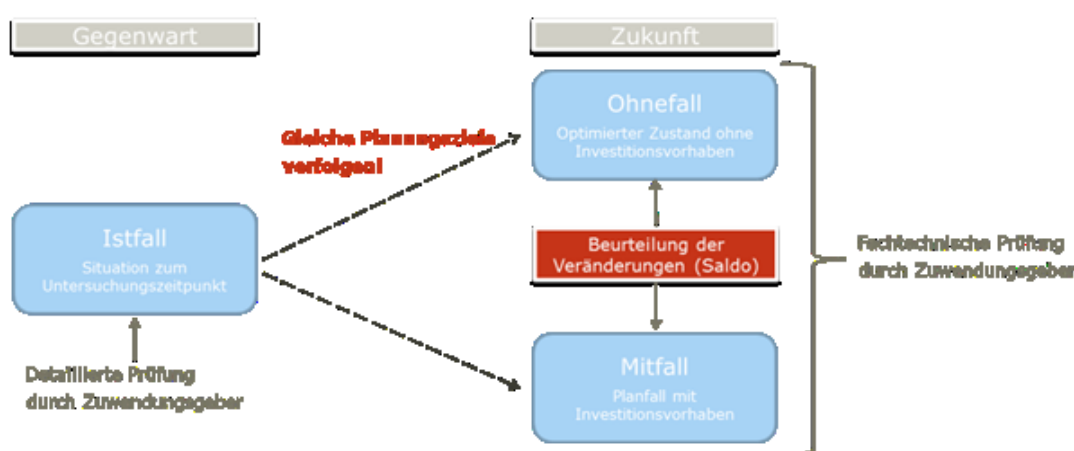 Gegenwart
Zukunft
Ohnefall
Optimierter Zustand ohne
Investitionsvorhaben
Gleiche Planungsziele
verfolgen!
Istfall
Situation zum
Untersuchungszeitpunkt
Beurteilung der
Veränderungen (Saldo)
Fachtechnische Prüfung
durch Zuwendungsgeber
Mitfall
Planfall mit
Investitionsvorhaben
Detaillierte Prüfung
durch Zuwendungsgeber